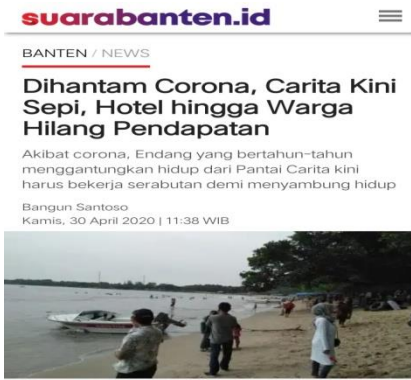 suarabanten.id
BANTEN / NEWS
Dihantam Corona, Carita Kini
Sepi, Hotel hingga Warga
Hilang Pendapatan
Akibat corona, Endang yang bertahun-tahun
menggantungkan hidup dari Pantai Carita kini
harus bekerja serabutan demi menyambung hidup
Bangun Santoso
Kamis, 30 April 2020 | 11:38 WIB